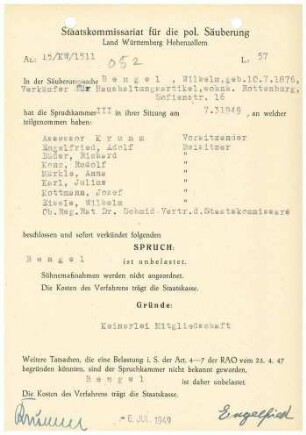 Staatskommissariat für die pol. Säuberung
Land Württemberg Hohenzollern
Az.: 15/KW/1511 L: 57
052
In der Säuberungssache Bengel, Wilhelm, geb.10.7.1876,
Verkäufer für Haushaltungsartikel, wohn. Rottenburg,
Sofienstr. 16
hat die Spruchkammer III in ihrer Sitzung am 7.3.1949, an welcher
teilgenommen haben:
Assessor Krumm Vorsitzender
Engelfried, Adolf Beisitzer
Bader, Richard "
Konz, Rudolf "
Märkle, Anna "
Karl, Julius "
Kottmann, Josef "
Eisele, Wilhelm "
Ob.Reg.Rat Dr. Schmid Vertr.d.Staatskommissars
beschlossen und sofort verkündet folgenden
SPRUCH:
Bengel
ist unbelastet.
Sühnemaßnahmen werden nicht angeordnet.
Die Kosten des Verfahrens trägt die Staatskasse.
Gründe:
Keinerlei Mitgliedschaft
Weitere Tatsachen, die eine Belastung i. S. der Art. 4—7 der RAO vom 25. 4. 47
begründen könnten, sind der Spruchkammer nicht bekannt geworden.
Bengel ist daher unbelastet.
Die Kosten des Verfahrens trägt die Staatskasse.
Krumm - 6. JUL. 1949 Engelfried